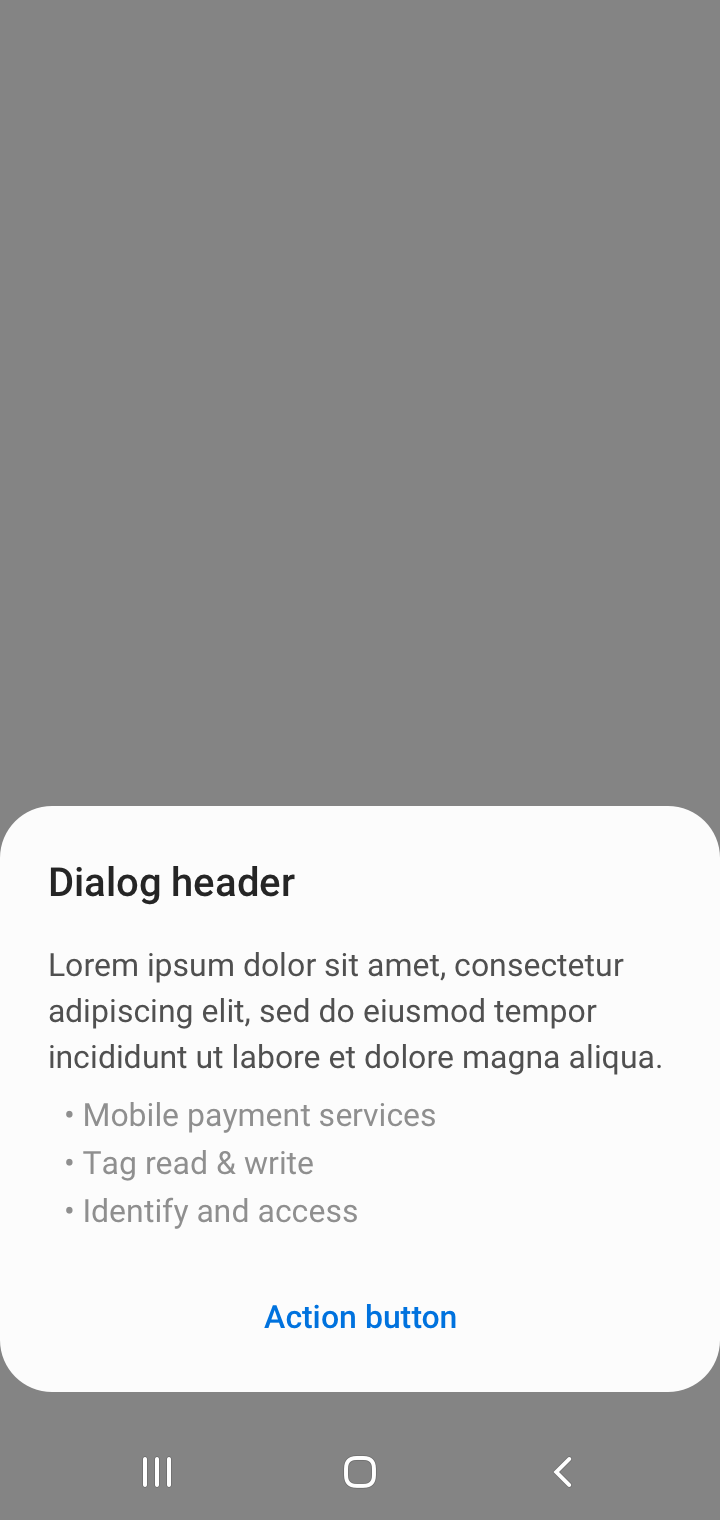 Dialog header
Lorem ipsum dolor sit amet, consectetur
adipiscing elit, sed do eiusmod tempor
incididunt ut labore et dolore magna aliqua.
• Mobile payment services
• Tag read & write
• Identify and access
Action button